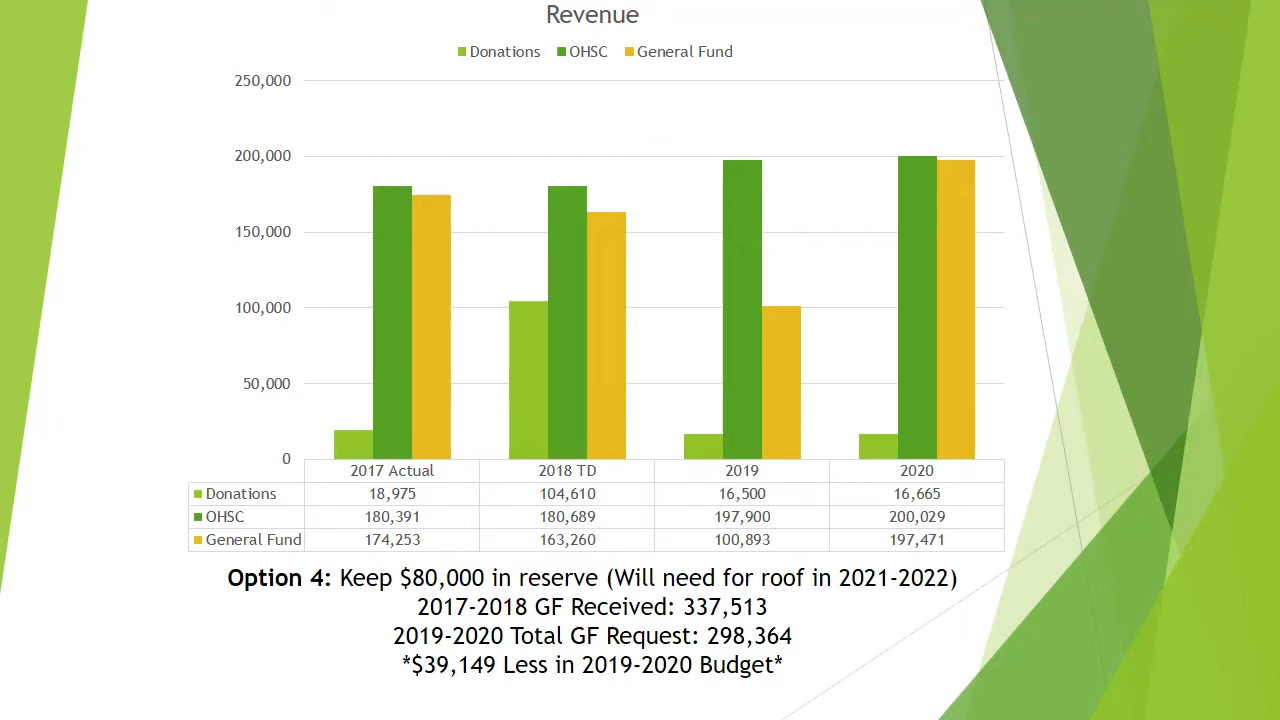 Revenue
Donations OHSC General Fund
250,000
200,000
150,000
100,000
50,000
0
2017 Actual 2018 TD 2019 2020
Donations 18,975 104,610 16,500 16,665
OHSC 180,391 180,689 197,900 200,029
General Fund 174,253 163,260 100,893 197,471
Option 4: Keep $80,000 in reserve (Will need for roof in 2021-2022)
2017-2018 GF Received: 337,513
2019-2020 Total GF Request: 298,364
*$39,149 Less in 2019-2020 Budget*